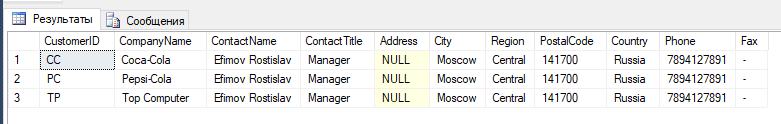 Результаты Сообщения
CustomerID CompanyName ContactName ContactTitle Address City Region PostalCode Country Phone Fax
1 CC Coca-Cola Efimov Rostislav Manager NULL Moscow Central 141700 Russia 7894127891 -
2 PC Pepsi-Cola Efimov Rostislav Manager NULL Moscow Central 141700 Russia 7894127891 -
3 TP Top Computer Efimov Rostislav Manager NULL Moscow Central 141700 Russia 7894127891 -